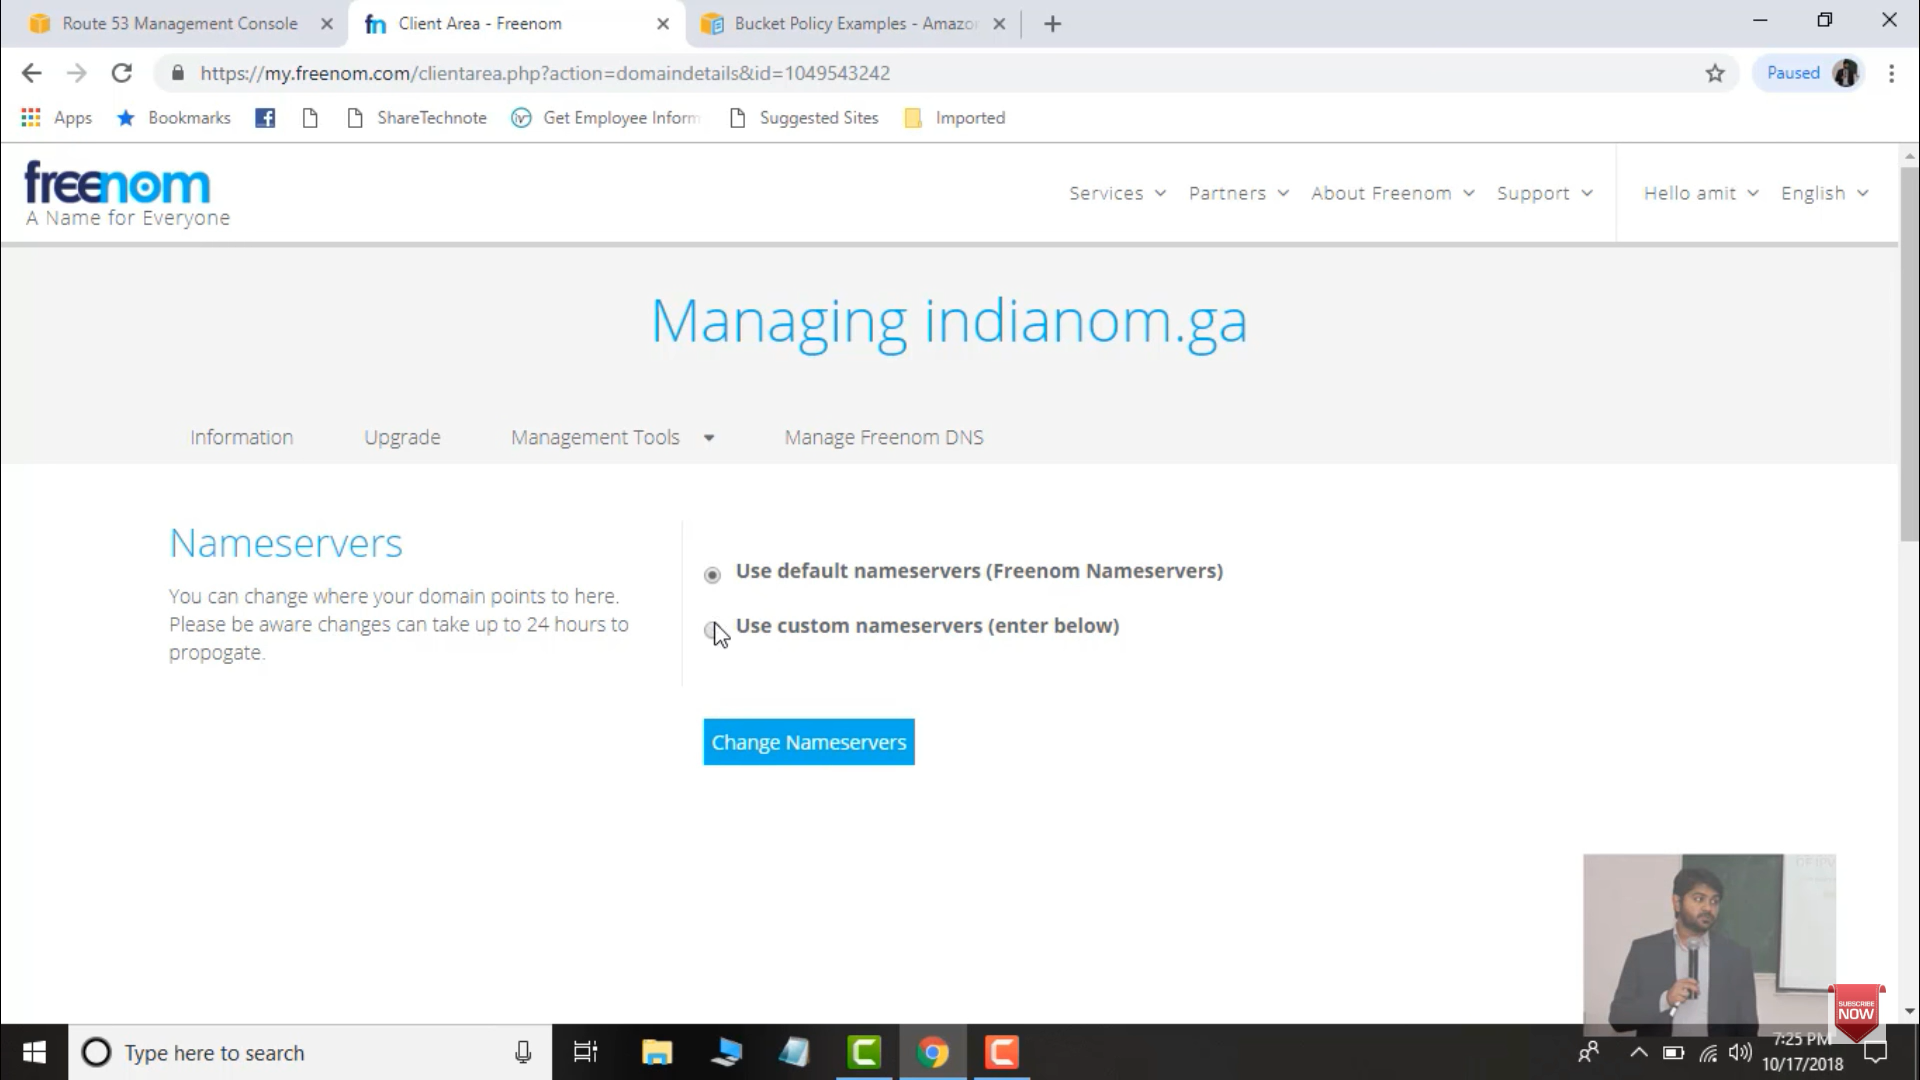 Route 53 Management Console
Client Area - Freenom
Bucket Policy Examples - Amazo
https://my.freenom.com/clientarea.php?action=domaindetails&id=1049543242
Paused
Apps
Bookmarks
ShareTechnote
Get Employee Inform
Suggested Sites
Imported
freenom
A Name for Everyone
Services
Partners
About Freenom
Support
Hello amit
English
Managing indianom.ga
Information
Upgrade
Management Tools
Manage Freenom DNS
Nameservers
You can change where your domain points to here.
Please be aware changes can take up to 24 hours to
propogate.
Use default nameservers (Freenom Nameservers)
Use custom nameservers (enter below)
Change Nameservers
SUBSCRIBE
NOW
Type here to search
7:25 PM
10/17/2018